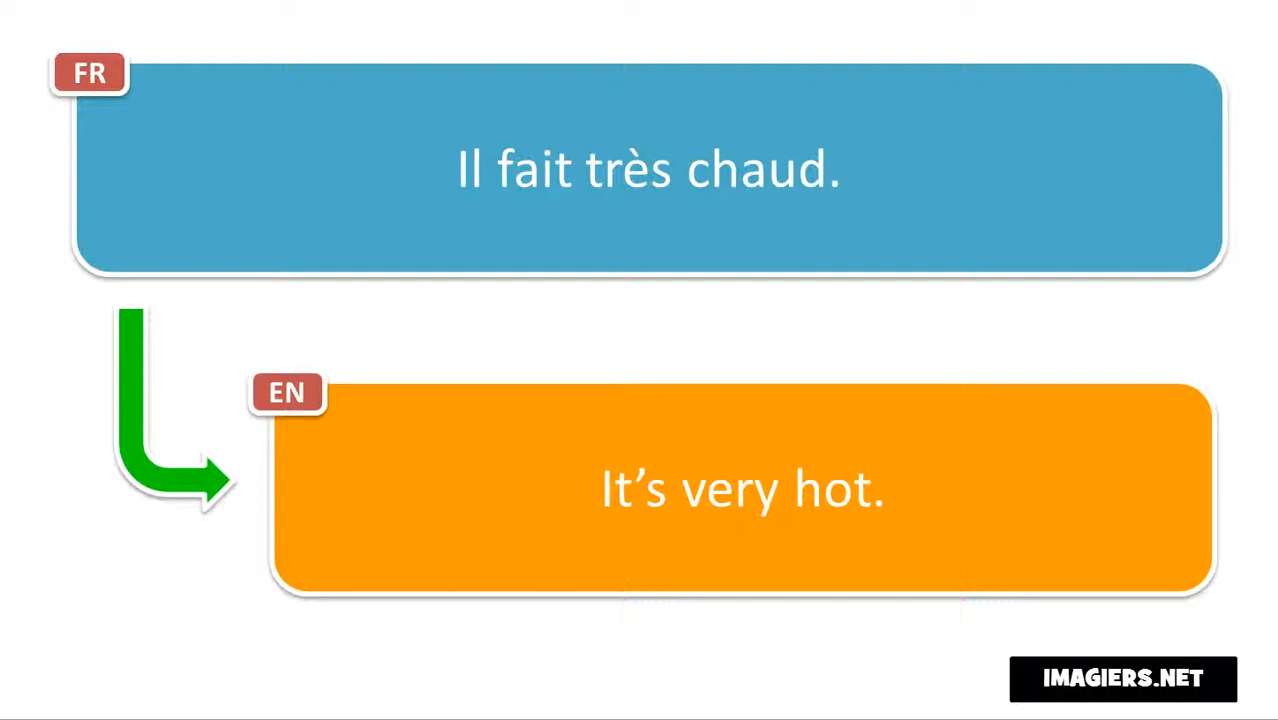 FR
Il fait très chaud.
EN
It’s very hot.
IMAGIERS.NET